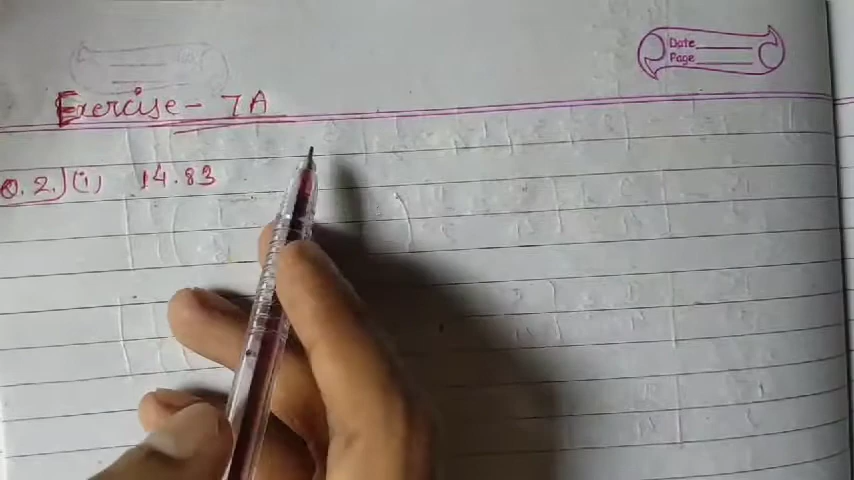 Date
Page
Exercise - 7A
Q. 2. (i) 14.83